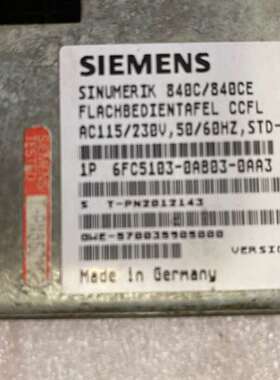 SIEMENS
SINUMERIK 840C/840CE
FLACHBEDIENTAFEL CCFL
AC115/230V,50/60HZ,STD-
1P 6FC5103-0AB03-0AA3
S T-PN2012143
VERSIO
Made in Germany